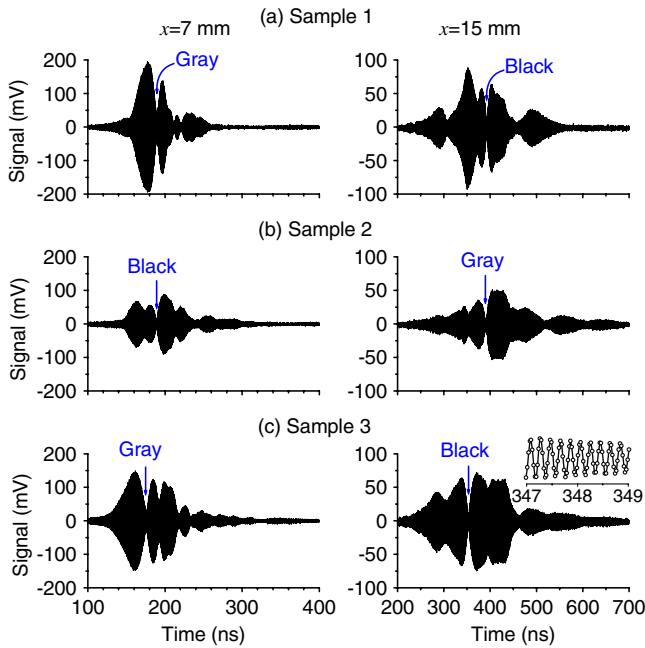 (a) Sample 1
x=7 mm
x=15 mm
Signal (mV)
200
100
0
-100
-200
Gray
100
50
0
-50
-100
Black
(b) Sample 2
Signal (mV)
200
100
0
-100
-200
Black
100
50
0
-50
-100
Gray
(c) Sample 3
Signal (mV)
200
100
0
-100
-200
Gray
100 200 300 400
Time (ns)
100
50
0
-50
-100
Black
347 348 349
200 300 400 500 600 700
Time (ns)